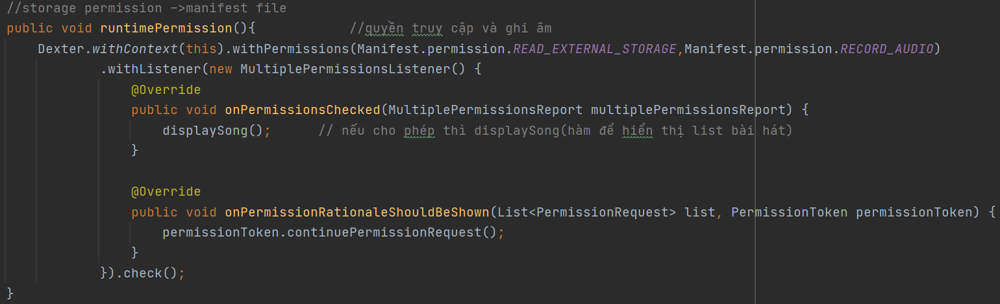 //storage permission ->manifest file
public void runtimePermission(){            //quyền truy cập và ghi âm
    Dexter.withContext(this).withPermissions(Manifest.permission.READ_EXTERNAL_STORAGE,Manifest.permission.RECORD_AUDIO)
            .withListener(new MultiplePermissionsListener() {
                @Override
                public void onPermissionsChecked(MultiplePermissionsReport multiplePermissionsReport) {
                    displaySong();      // nếu cho phép thì displaySong(hàm để hiển thị list bài hát)
                }
                @Override
                public void onPermissionRationaleShouldBeShown(List<PermissionRequest> list, PermissionToken permissionToken) {
                    permissionToken.continuePermissionRequest();
                }
            }).check();
}